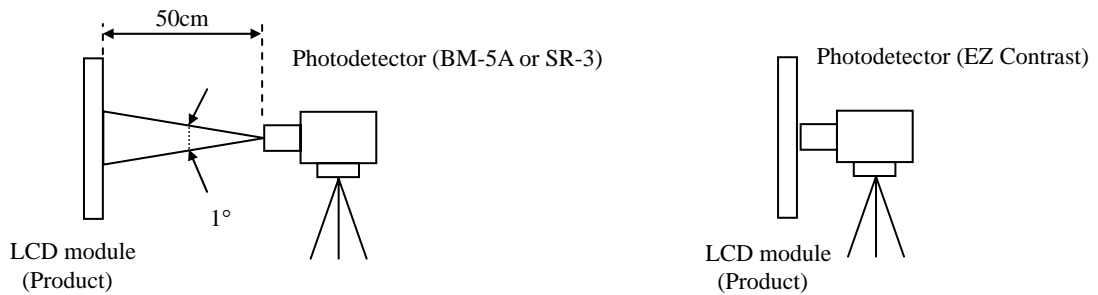 50cm
Photodetector (BM-5A or SR-3)
1°
LCD module
(Product)
Photodetector (EZ Contrast)
LCD module
(Product)